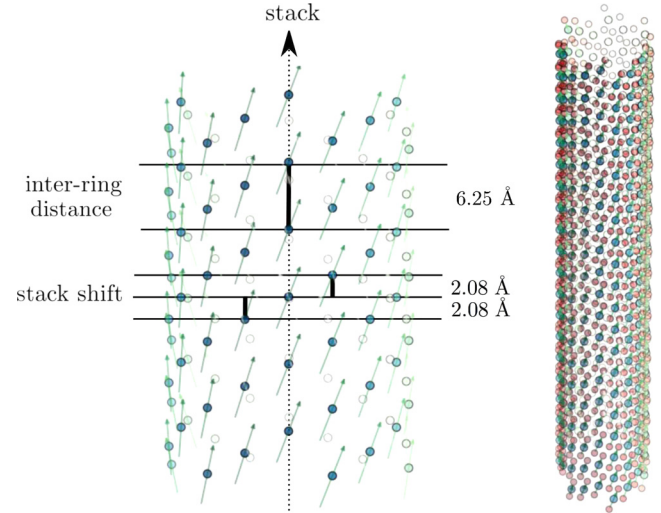 stack
inter-ring
distance
6.25 Å
stack shift
2.08 Å
2.08 Å